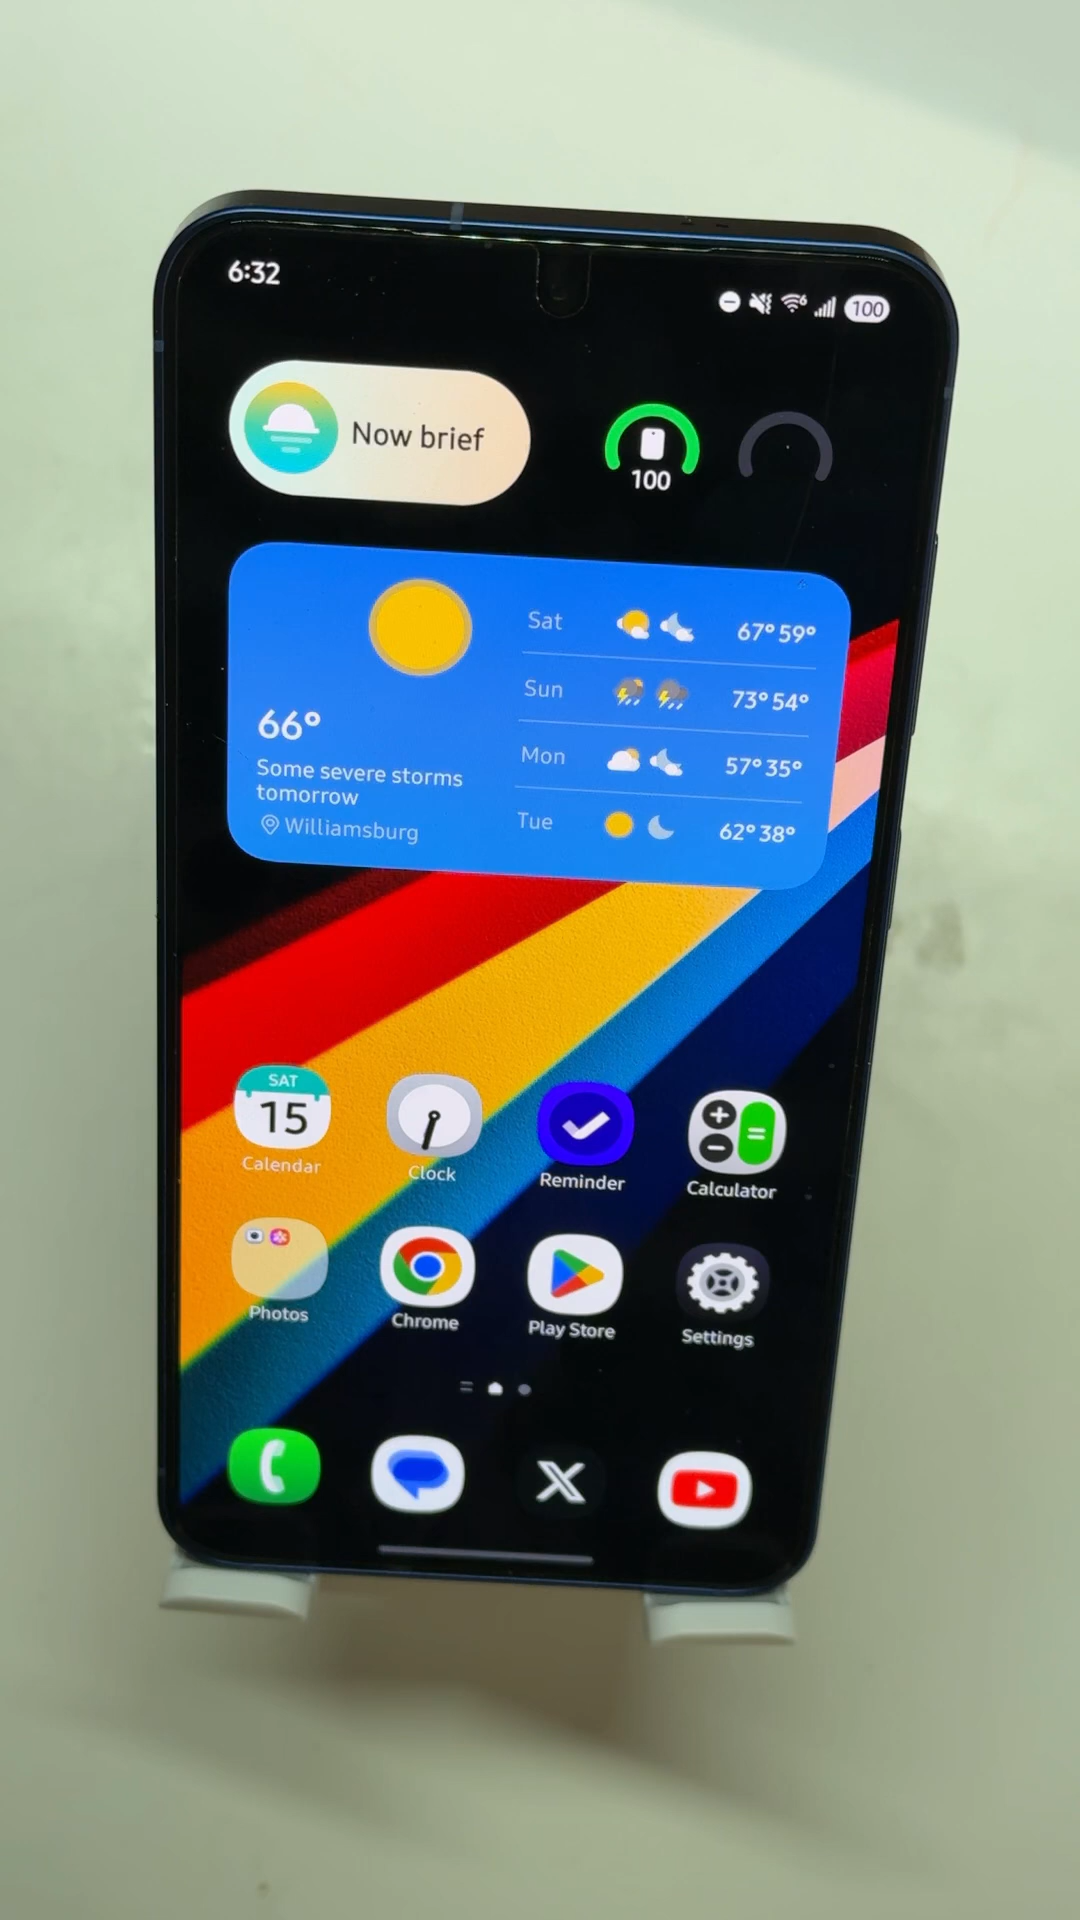 6:32
100
Now brief
100
Sat 67° 59°
Sun 73° 54°
66°
Mon 57° 35°
Some severe storms
tomorrow
Tue 62° 38°
Williamsburg
SAT
15
Calendar
Clock
Reminder
Calculator
Photos
Chrome
Play Store
Settings